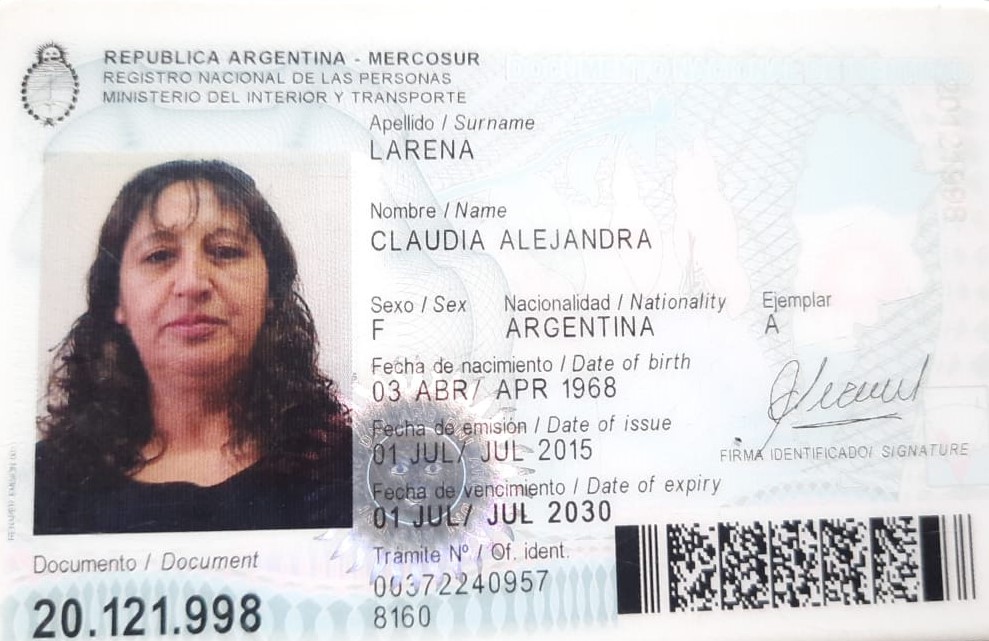 REPUBLICA ARGENTINA - MERCOSUR
REGISTRO NACIONAL DE LAS PERSONAS
MINISTERIO DEL INTERIOR Y TRANSPORTE
Apellido / Surname
LARENA
Nombre / Name
CLAUDIA ALEJANDRA
Sexo / Sex Nacionalidad / Nationality Ejemplar
F ARGENTINA A
Fecha de nacimiento / Date of birth
03 ABR/ APR 1968
Fecha de emisión / Date of issue
01 JUL/ JUL 2015
FIRMA IDENTIFICADO/ SIGNATURE
Fecha de vencimiento / Date of expiry
01 JUL/ JUL 2030
Documento / Document
20.121.998
Trámite Nº / Of. ident.
00372240957
8160